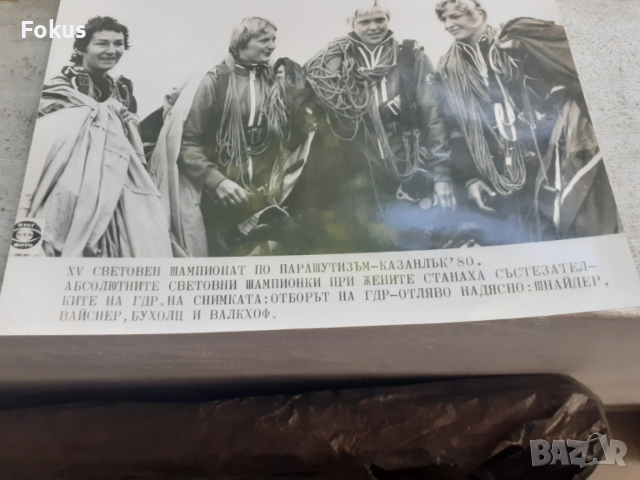 Fokus
XV СВЕТОВЕН ШАМПИОНАТ ПО ПАРАШУТИЗЪМ-КАЗАНЛЪК'80.
АБСОЛЮТНИТЕ СВЕТОВНИ ШАМПИОНКИ ПРИ ЖЕНИТЕ СТАНАХА СЪСТЕЗАТЕЛ-
КИТЕ НА ГДР.НА СНИМКАТА:ОТБОРЪТ НА ГДР-ОТЛЯВО НАДЯСНО:ШНАЙДЕР,
ВАЙСНЕР,БУХОЛЦ И ВАЛКХОФ.
BAZAR.bg